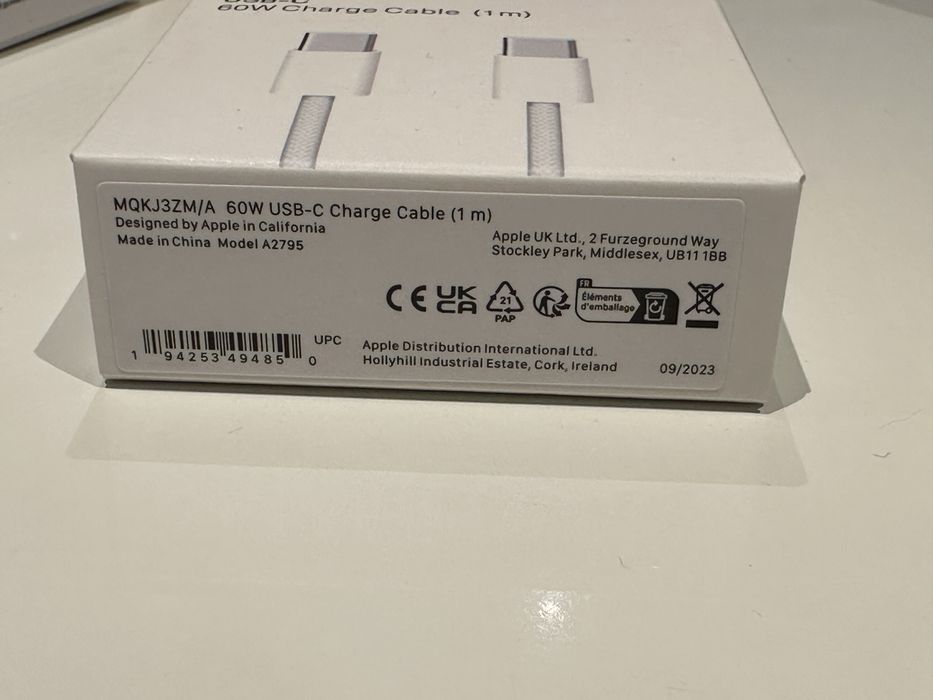 USB-C
60W Charge Cable (1 m)
MQKJ3ZM/A 60W USB-C Charge Cable (1 m)
Designed by Apple in California
Made in China Model A2795
Apple UK Ltd., 2 Furzeground Way
Stockley Park, Middlesex, UB11 1BB
CE UK CA
21
PAP
FR
Éléments
d'emballage
UPC
1 94253 49485 0
Apple Distribution International Ltd.
Hollyhill Industrial Estate, Cork, Ireland
09/2023